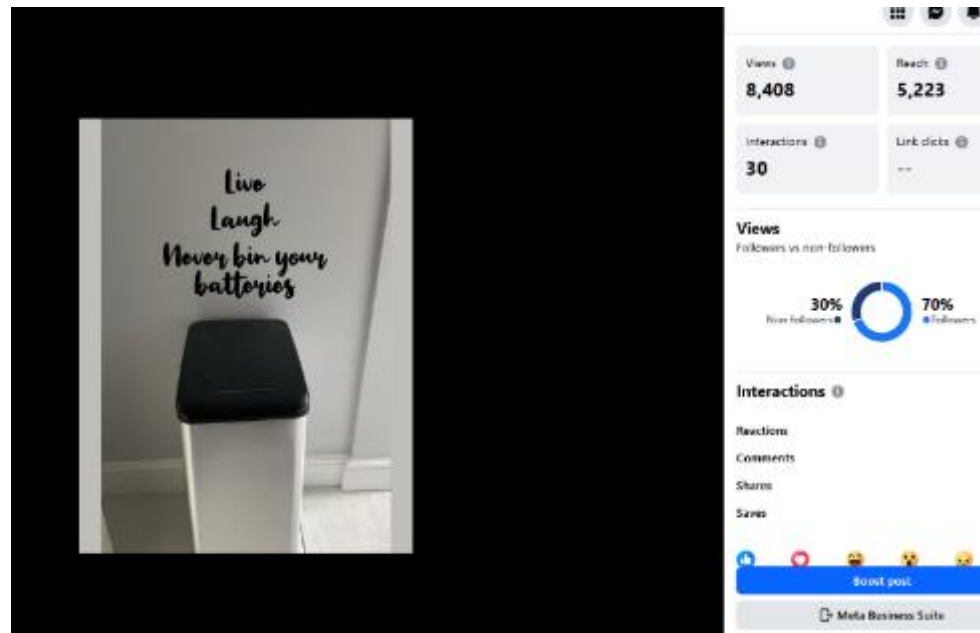 Live
Laugh
Never bin your
batteries
Views
8,408
Reach
5,223
Interactions
30
Link clicks
--
Views
Followers vs non-followers
30%
Non-followers
70%
Followers
Interactions
Reactions
Comments
Shares
Saves
Boost post
Meta Business Suite